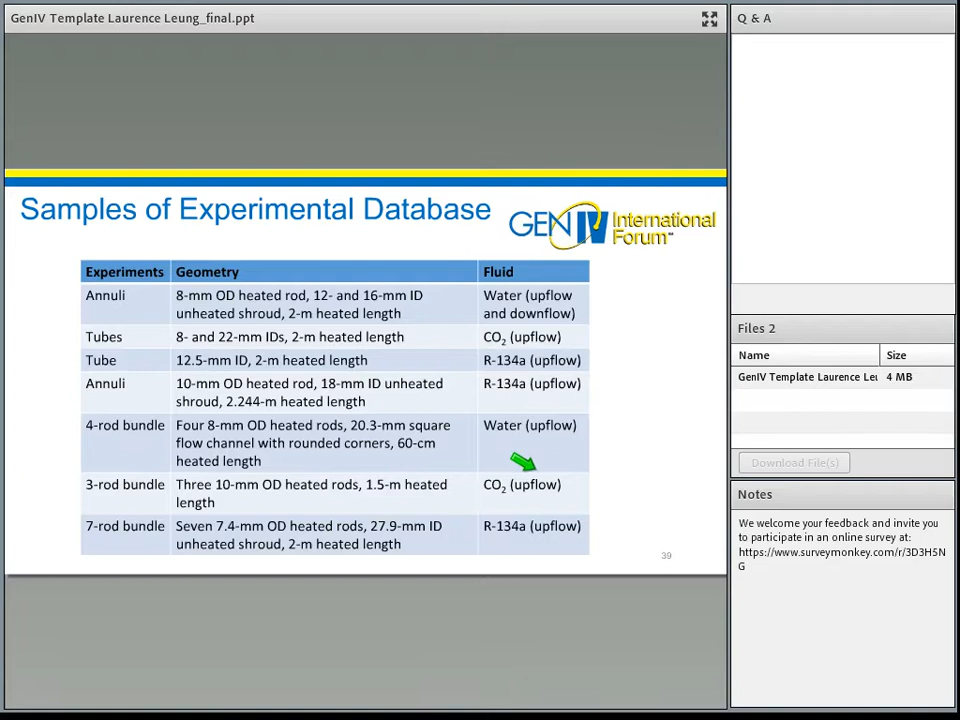 GenIV Template Laurence Leung_final.ppt
Samples of Experimental Database
GEN IV International
Forum™
Experiments Geometry Fluid
Annuli 8-mm OD heated rod, 12- and 16-mm ID Water (upflow
unheated shroud, 2-m heated length and downflow)
Tubes 8- and 22-mm IDs, 2-m heated length CO2 (upflow)
Tube 12.5-mm ID, 2-m heated length R-134a (upflow)
Annuli 10-mm OD heated rod, 18-mm ID unheated R-134a (upflow)
shroud, 2.244-m heated length
4-rod bundle Four 8-mm OD heated rods, 20.3-mm square Water (upflow)
flow channel with rounded corners, 60-cm
heated length
3-rod bundle Three 10-mm OD heated rods, 1.5-m heated CO2 (upflow)
length
7-rod bundle Seven 7.4-mm OD heated rods, 27.9-mm ID R-134a (upflow)
unheated shroud, 2-m heated length
39
Q & A
Files 2
Name Size
GenIV Template Laurence Leu 4 MB
Download File(s)
Notes
We welcome your feedback and invite you
to participate in an online survey at:
https://www.surveymonkey.com/r/3D3H5N
G